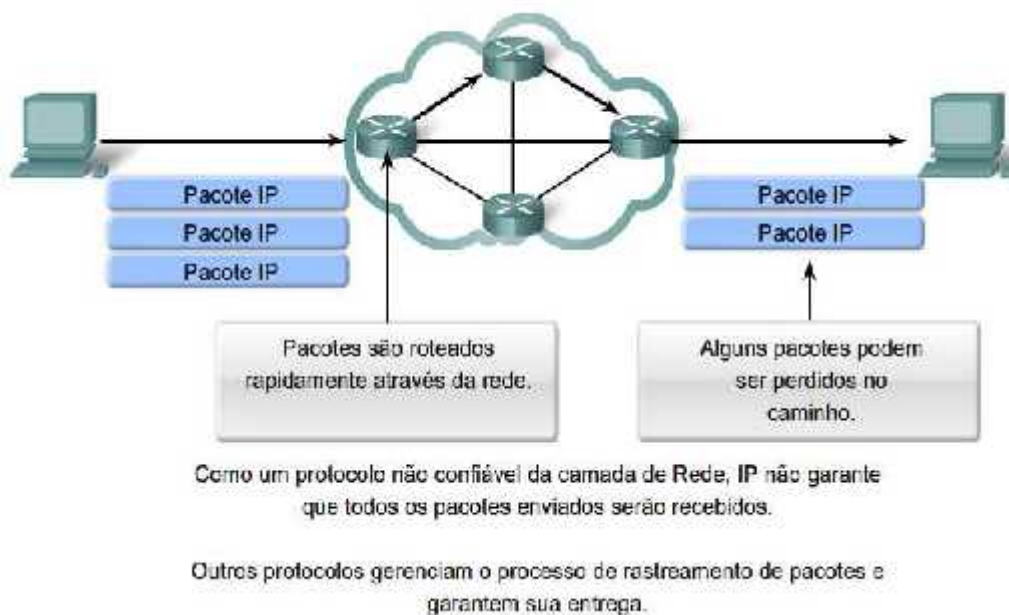 Pacote IP
Pacote IP
Pacote IP
Pacote IP
Pacote IP
Pacotes são roteados
rapidamente através da rede.
Alguns pacotes podem
ser perdidos no
caminho.
Como um protocolo não confiável da camada de Rede, IP não garante
que todos os pacotes enviados serão recebidos.
Outros protocolos gerenciam o processo de rastreamento de pacotes e
garantem sua entrega.